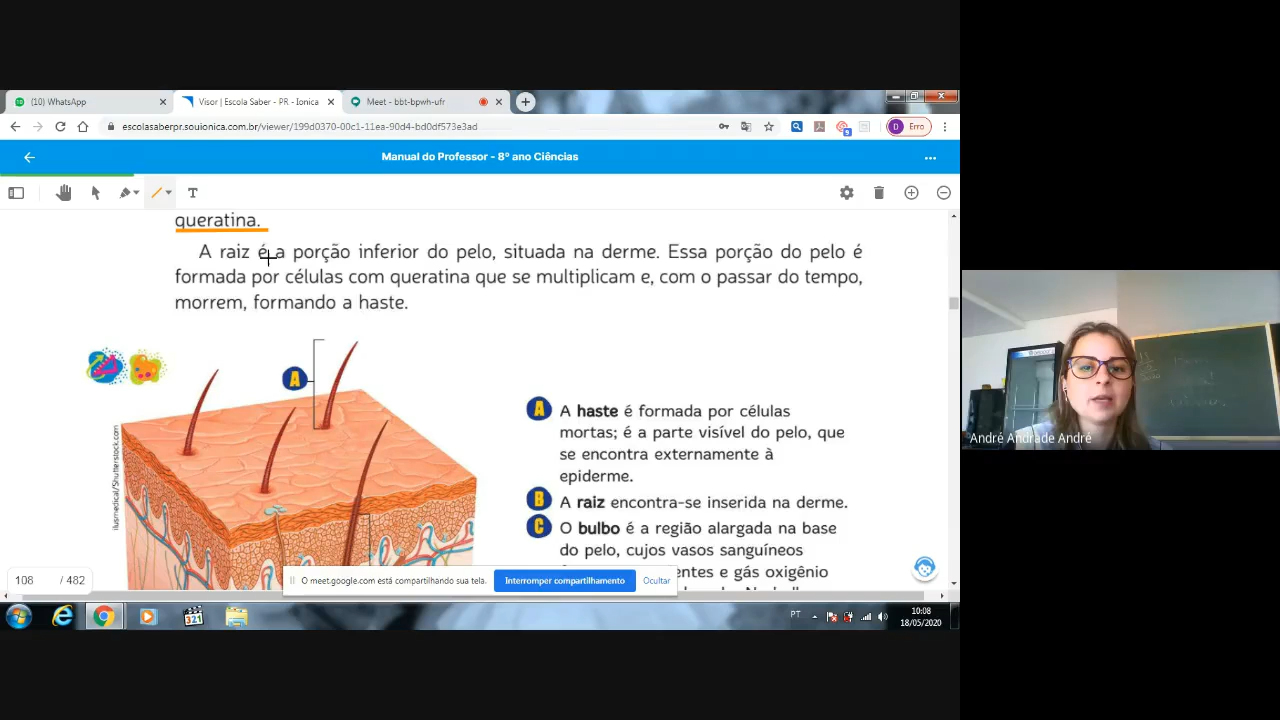 (10) WhatsApp
Visor | Escola Saber - PR - Ionica
Meet - bbt-bpwh-ufr
escolasaberpr.souionica.com.br/viewer/199d0370-00c1-11ea-90d4-bd0df573e3ad
D Erro
Manual do Professor - 8º ano Ciências
T
queratina.
A raiz é a porção inferior do pelo, situada na derme. Essa porção do pelo é
formada por células com queratina que se multiplicam e, com o passar do tempo,
morrem, formando a haste.
A
ilusmedical/Shutterstock.com
A A haste é formada por células
mortas; é a parte visível do pelo, que
se encontra externamente à
epiderme.
B A raiz encontra-se inserida na derme.
C O bulbo é a região alargada na base
do pelo, cujos vasos sanguíneos
entes e gás oxigênio
108 / 482
O meet.google.com está compartilhando sua tela.
Interromper compartilhamento
Ocultar
321
PT
10:08
18/05/2020
André Andrade André